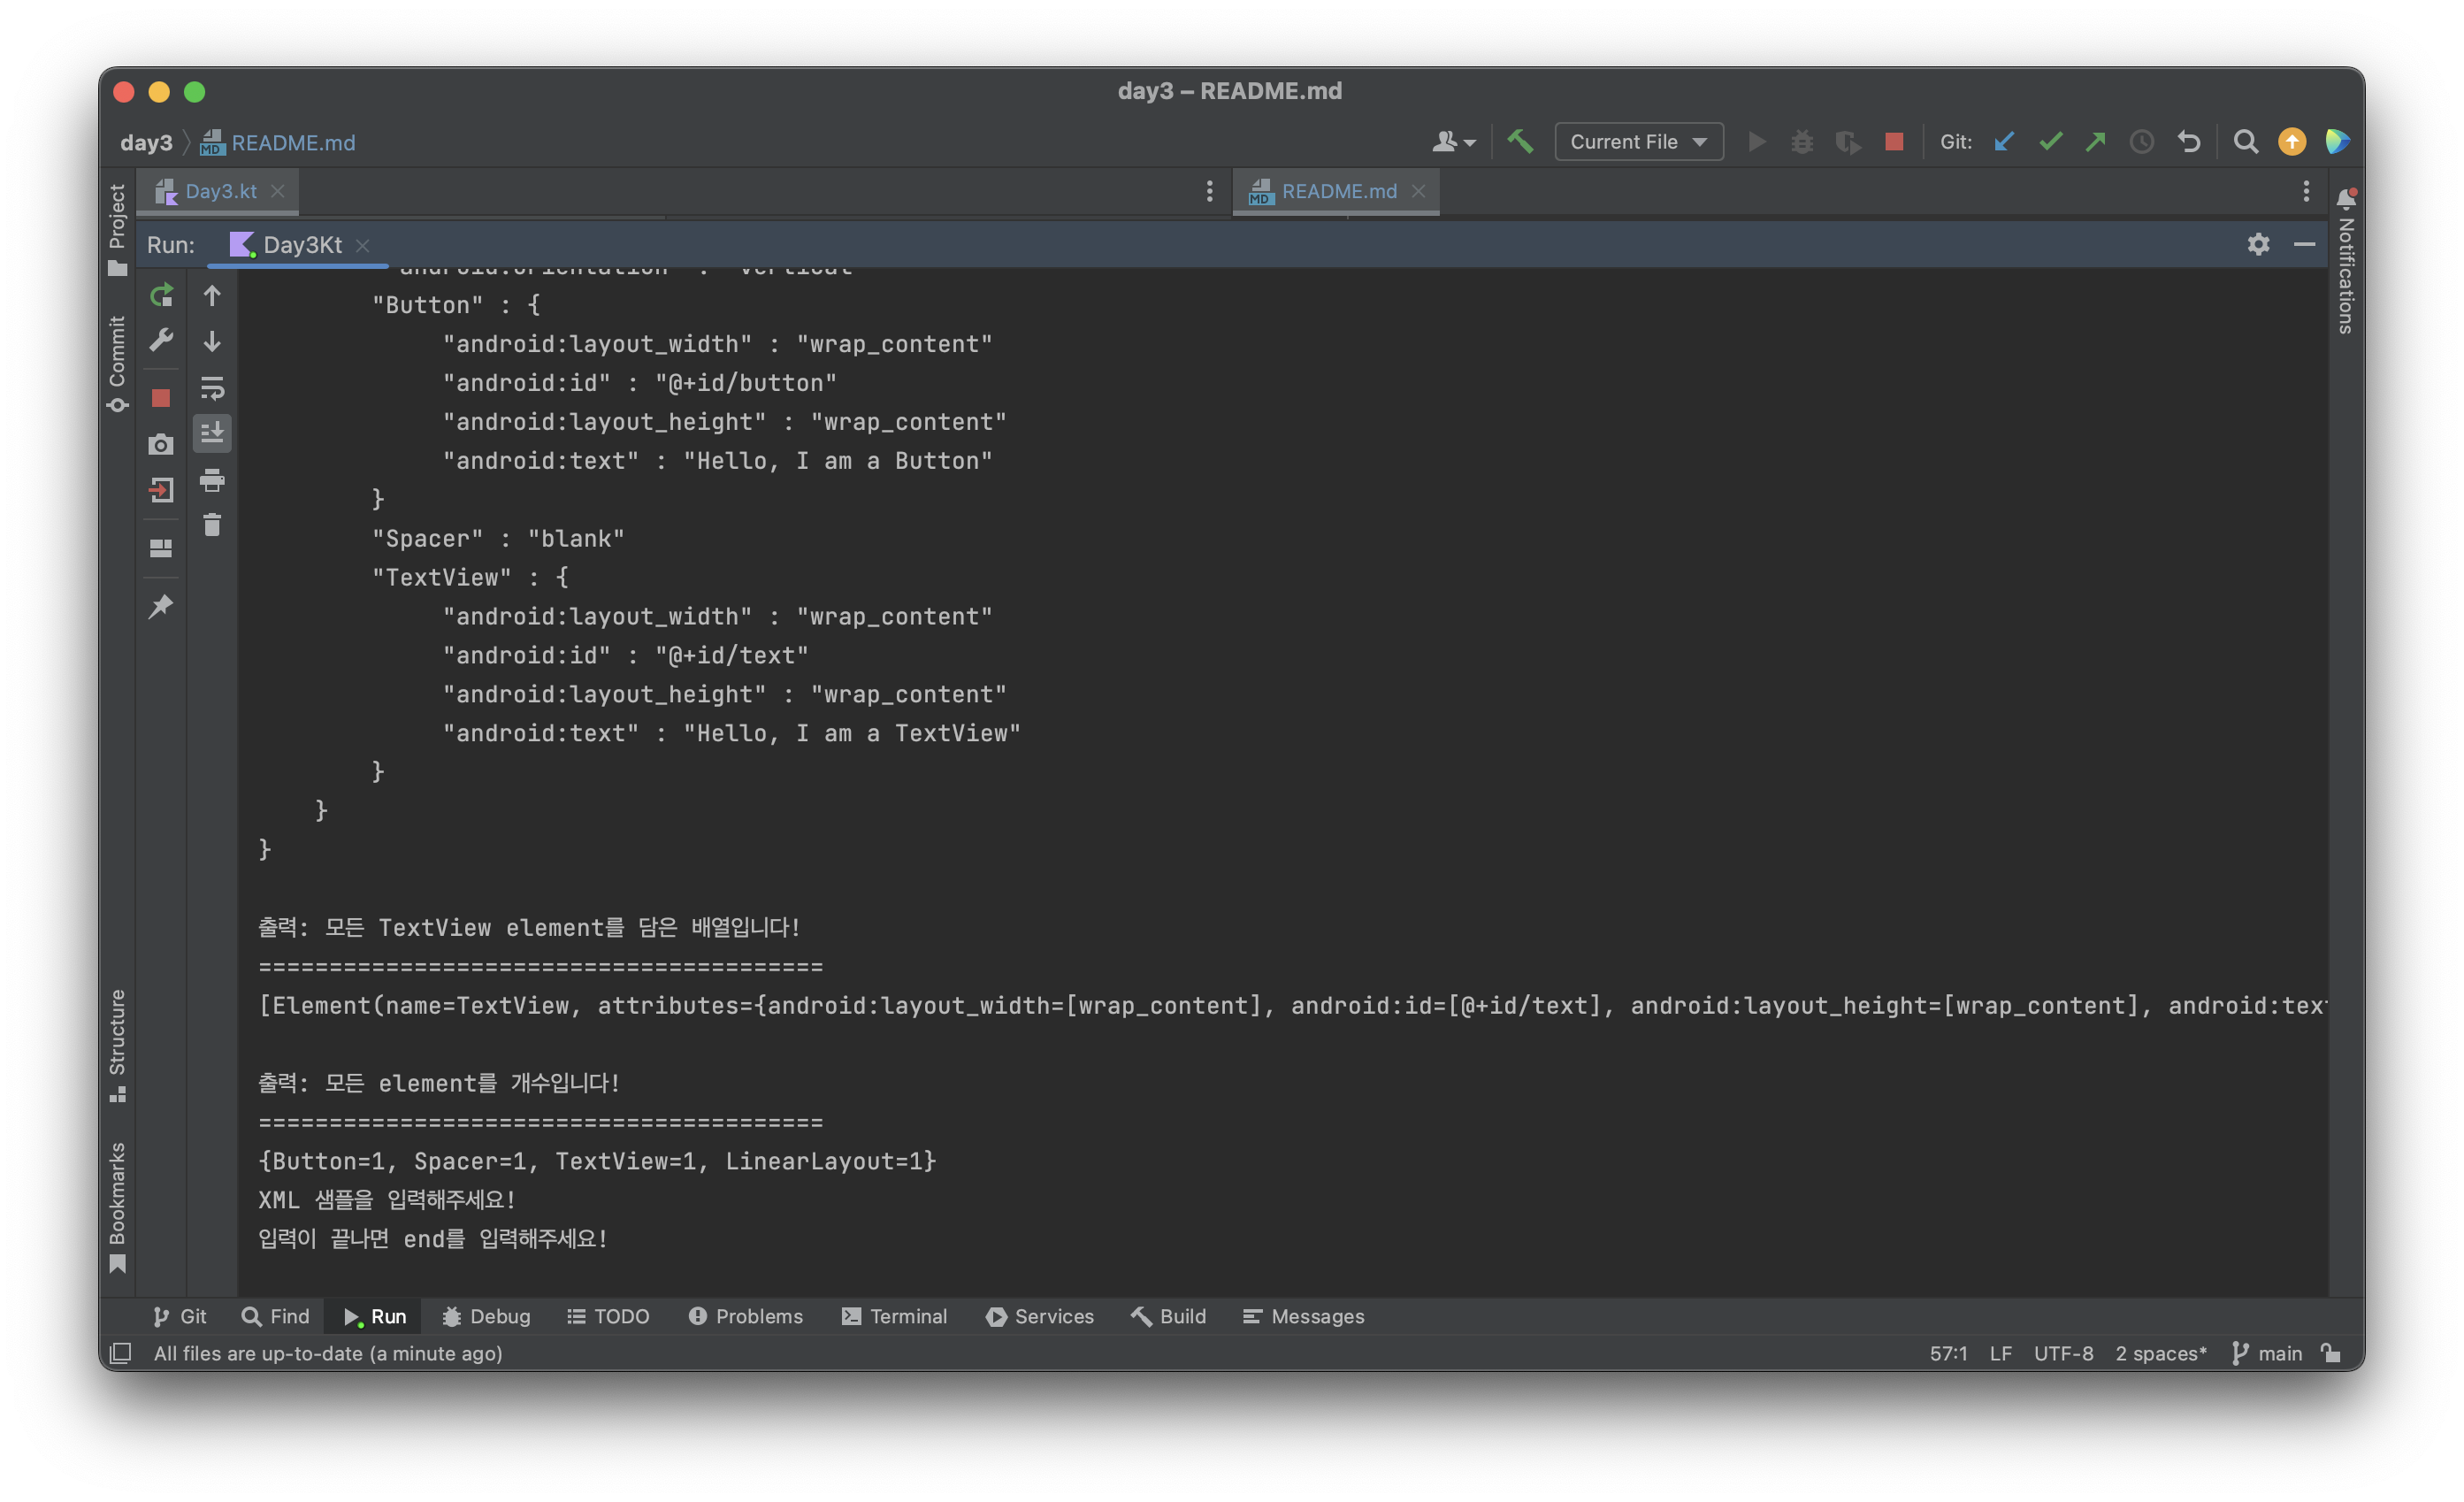 day3 – README.md
day3
README.md
Current File
Git:
Day3.kt
README.md
Run:
Day3Kt
Project
Commit
Structure
Bookmarks
Notifications
android:orientation : vertical
"Button" : {
"android:layout_width" : "wrap_content"
"android:id" : "@+id/button"
"android:layout_height" : "wrap_content"
"android:text" : "Hello, I am a Button"
}
"Spacer" : "blank"
"TextView" : {
"android:layout_width" : "wrap_content"
"android:id" : "@+id/text"
"android:layout_height" : "wrap_content"
"android:text" : "Hello, I am a TextView"
}
}
}
출력: 모든 TextView element를 담은 배열입니다!
========================================
[Element(name=TextView, attributes={android:layout_width=[wrap_content], android:id=[@+id/text], android:layout_height=[wrap_content], android:tex
출력: 모든 element를 개수입니다!
========================================
{Button=1, Spacer=1, TextView=1, LinearLayout=1}
XML 샘플을 입력해주세요!
입력이 끝나면 end를 입력해주세요!
Git
Find
Run
Debug
TODO
Problems
Terminal
Services
Build
Messages
All files are up-to-date (a minute ago)
57:1
LF
UTF-8
2 spaces*
main